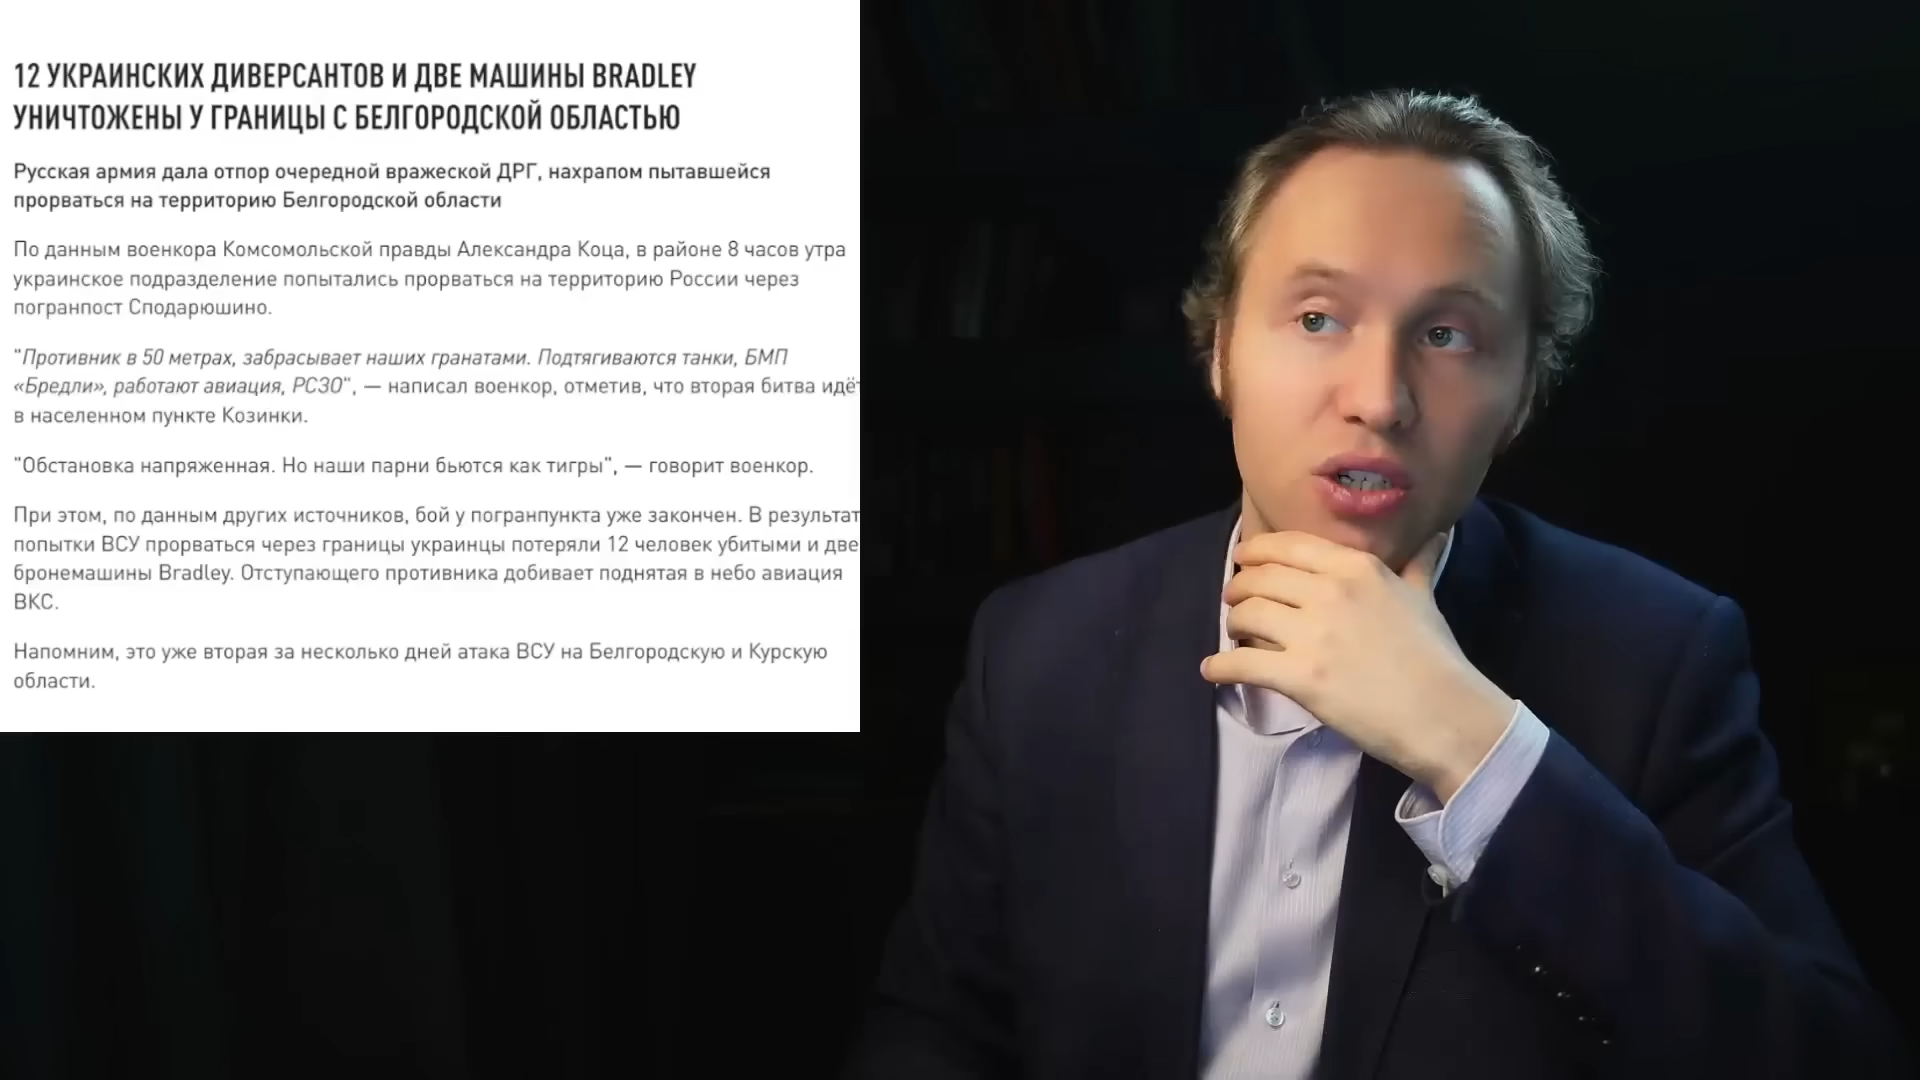 12 УКРАИНСКИХ ДИВЕРСАНТОВ И ДВЕ МАШИНЫ BRADLEY
УНИЧТОЖЕНЫ У ГРАНИЦЫ С БЕЛГОРОДСКОЙ ОБЛАСТЬЮ
Русская армия дала отпор очередной вражеской ДРГ, нахрапом пытавшейся
прорваться на территорию Белгородской области
По данным военкора Комсомольской правды Александра Коца, в районе 8 часов утра
украинское подразделение попытались прорваться на территорию России через
погранпост Сподарюшино.
"Противник в 50 метрах, забрасывает наших гранатами. Подтягиваются танки, БМП
«Бредли», работают авиация, РСЗО", — написал военкор, отметив, что вторая битва идёт
в населенном пункте Козинки.
"Обстановка напряженная. Но наши парни бьются как тигры", — говорит военкор.
При этом, по данным других источников, бой у погранпункта уже закончен. В результат
попытки ВСУ прорваться через границы украинцы потеряли 12 человек убитыми и две
бронемашины Bradley. Отступающего противника добивает поднятая в небо авиация
ВКС.
Напомним, это уже вторая за несколько дней атака ВСУ на Белгородскую и Курскую
области.